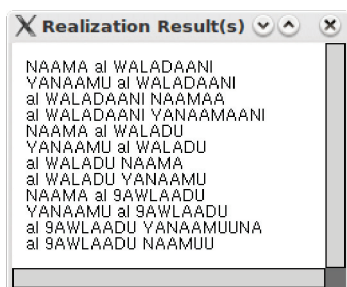 Realization Result(s)
NAAMA al WALADAANI
YANAAMU al WALADAANI
al WALADAANI NAAMAA
al WALADAANI YANAAMAANI
NAAMA al WALADU
YANAAMU al WALADU
al WALADU NAAMA
al WALADU YANAAMU
NAAMA al 9AWLAADU
YANAAMU al 9AWLAADU
al 9AWLAADU YANAAMUUNA
al 9AWLAADU NAAMUU